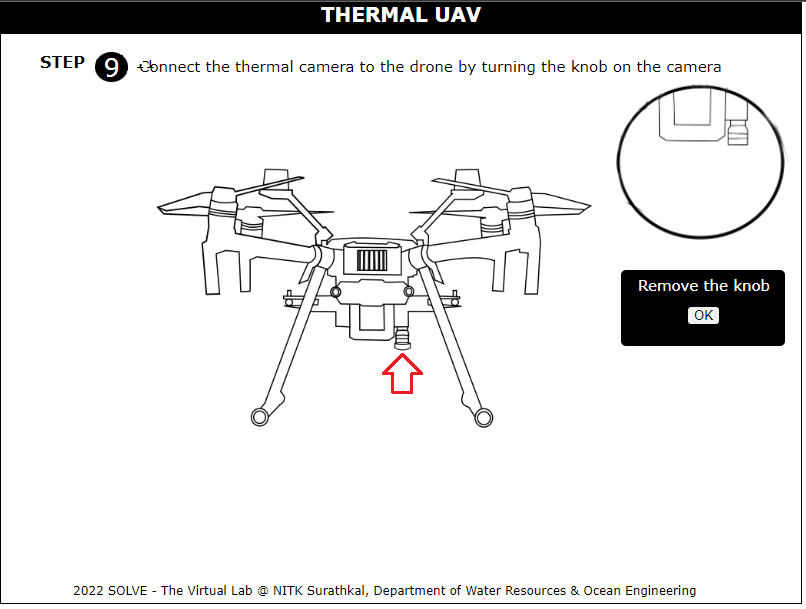 THERMAL UAV
STEP 9 Connect the thermal camera to the drone by turning the knob on the camera
Remove the knob
OK
2022 SOLVE - The Virtual Lab @ NITK Surathkal, Department of Water Resources & Ocean Engineering